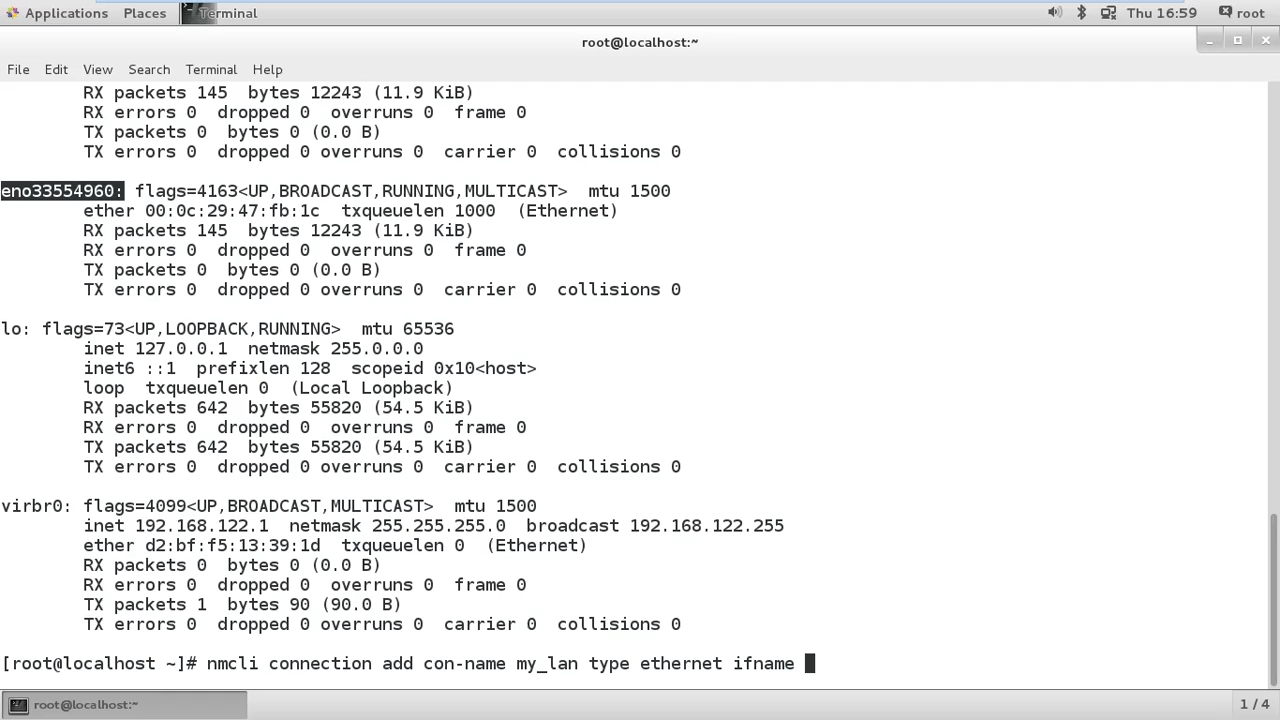 Applications Places Terminal Thu 16:59 root
root@localhost:~
File Edit View Search Terminal Help
RX packets 145 bytes 12243 (11.9 KiB)
RX errors 0 dropped 0 overruns 0 frame 0
TX packets 0 bytes 0 (0.0 B)
TX errors 0 dropped 0 overruns 0 carrier 0 collisions 0
eno33554960: flags=4163<UP,BROADCAST,RUNNING,MULTICAST> mtu 1500
ether 00:0c:29:47:fb:1c txqueuelen 1000 (Ethernet)
RX packets 145 bytes 12243 (11.9 KiB)
RX errors 0 dropped 0 overruns 0 frame 0
TX packets 0 bytes 0 (0.0 B)
TX errors 0 dropped 0 overruns 0 carrier 0 collisions 0
lo: flags=73<UP,LOOPBACK,RUNNING> mtu 65536
inet 127.0.0.1 netmask 255.0.0.0
inet6 ::1 prefixlen 128 scopeid 0x10<host>
loop txqueuelen 0 (Local Loopback)
RX packets 642 bytes 55820 (54.5 KiB)
RX errors 0 dropped 0 overruns 0 frame 0
TX packets 642 bytes 55820 (54.5 KiB)
TX errors 0 dropped 0 overruns 0 carrier 0 collisions 0
virbr0: flags=4099<UP,BROADCAST,MULTICAST> mtu 1500
inet 192.168.122.1 netmask 255.255.255.0 broadcast 192.168.122.255
ether d2:bf:f5:13:39:1d txqueuelen 0 (Ethernet)
RX packets 0 bytes 0 (0.0 B)
RX errors 0 dropped 0 overruns 0 frame 0
TX packets 1 bytes 90 (90.0 B)
TX errors 0 dropped 0 overruns 0 carrier 0 collisions 0
[root@localhost ~]# nmcli connection add con-name my_lan type ethernet ifname
root@localhost:~ 1 / 4